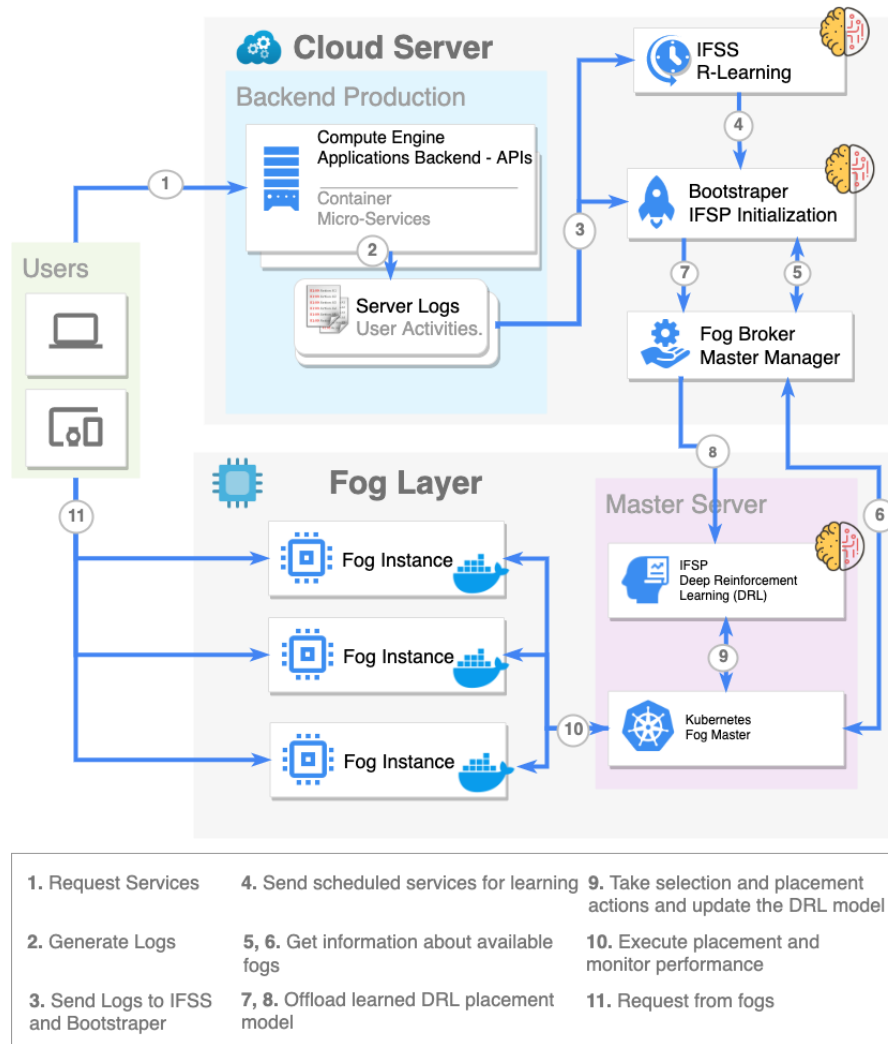 Cloud Server
IFSS
R-Learning
Backend Production
Compute Engine
Applications Backend - APIs
Container
Micro-Services
4
1
2
3
Bootstraper
IFSP Initialization
Users
7
5
Server Logs
User Activities.
Fog Broker
Master Manager
8
Fog Layer
Master Server
11
6
Fog Instance
IFSP
Deep Reinforcement
Learning (DRL)
Fog Instance
9
Fog Instance
10
Kubernetes
Fog Master
1. Request Services
2. Generate Logs
3. Send Logs to IFSS
and Bootstraper
4. Send scheduled services for learning
5, 6. Get information about available
fogs
7, 8. Offload learned DRL placement
model
9. Take selection and placement
actions and update the DRL model
10. Execute placement and
monitor performance
11. Request from fogs